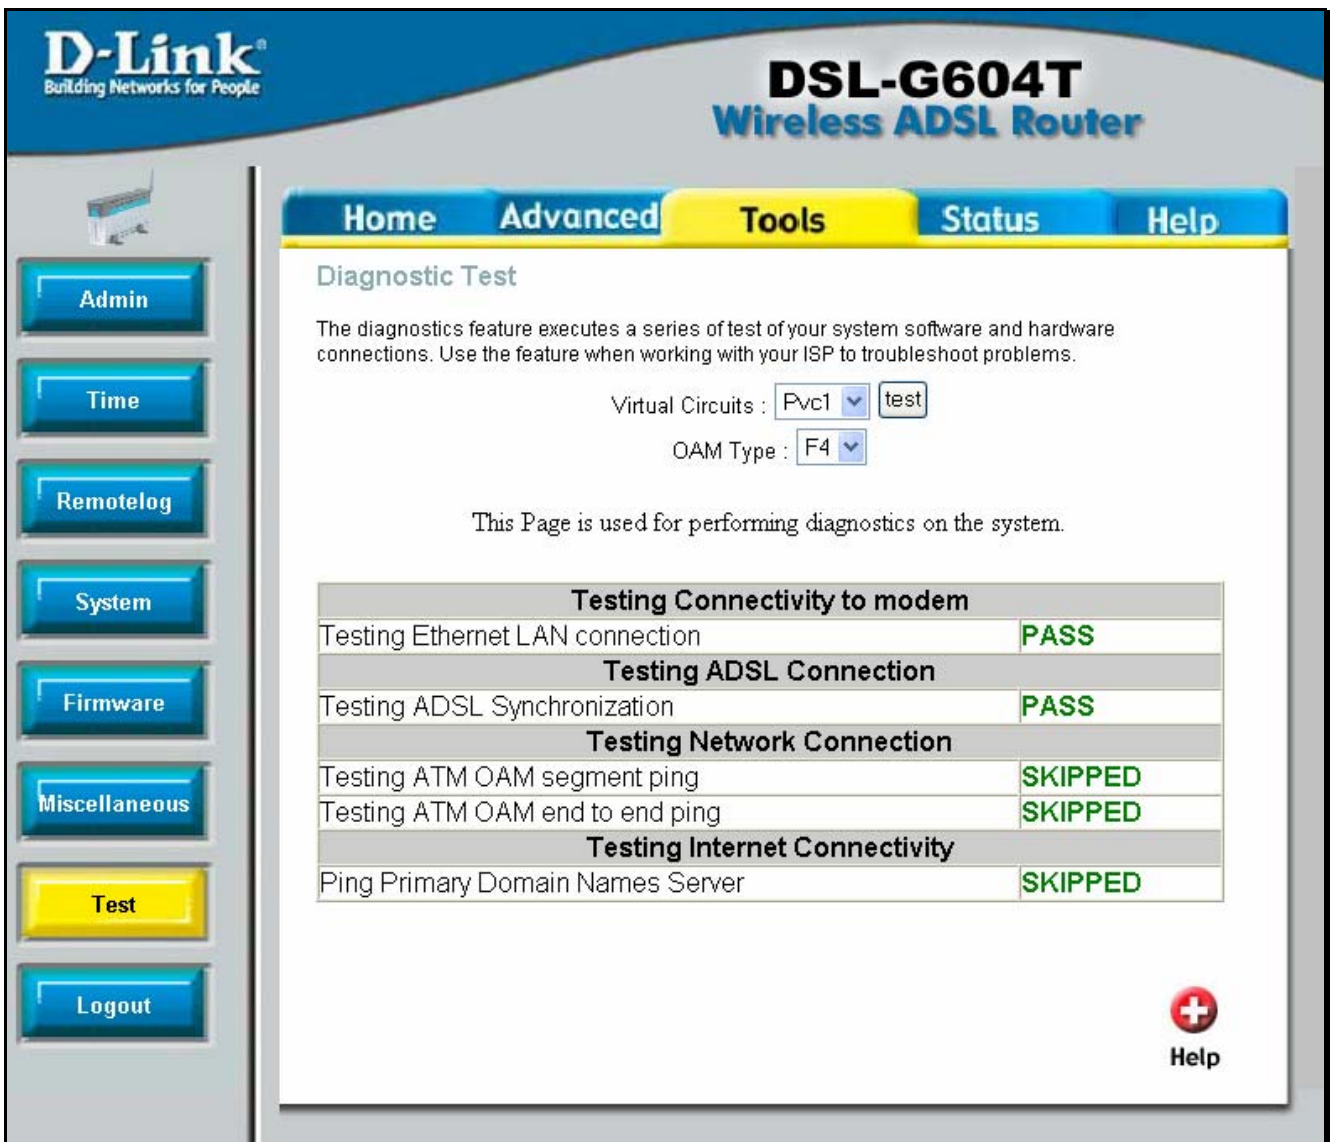 D-Link®
Building Networks for People
DSL-G604T
Wireless ADSL Router
Home Advanced Tools Status Help
Admin
Time
Remotelog
System
Firmware
Miscellaneous
Test
Logout
Diagnostic Test
The diagnostics feature executes a series of test of your system software and hardware
connections. Use the feature when working with your ISP to troubleshoot problems.
Virtual Circuits : Pvc1 test
OAM Type : F4
This Page is used for performing diagnostics on the system.
Testing Connectivity to modem
Testing Ethernet LAN connection PASS
Testing ADSL Connection
Testing ADSL Synchronization PASS
Testing Network Connection
Testing ATM OAM segment ping SKIPPED
Testing ATM OAM end to end ping SKIPPED
Testing Internet Connectivity
Ping Primary Domain Names Server SKIPPED
Help